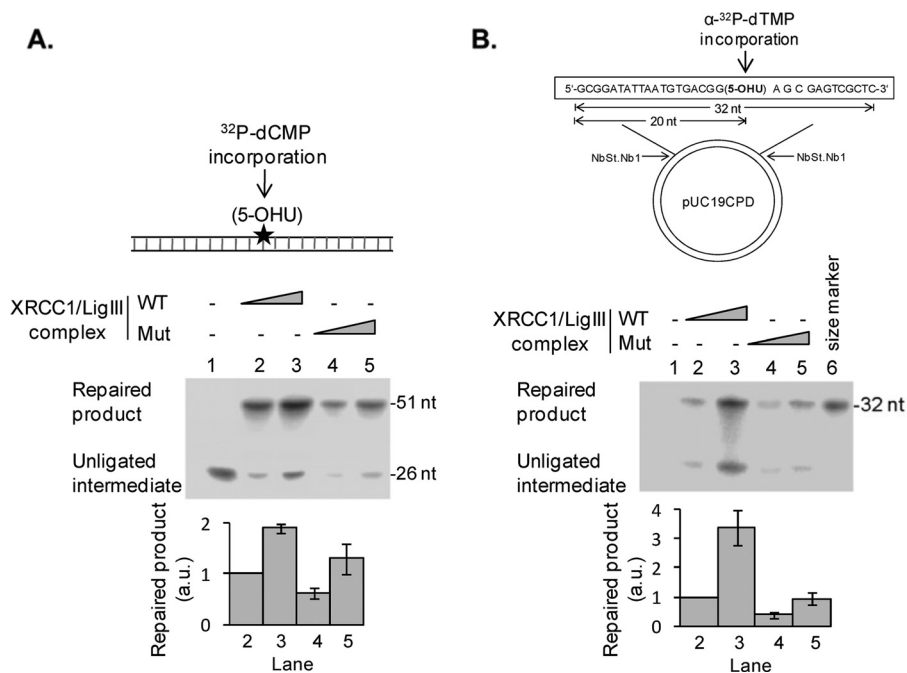 A.
32P-dCMP
incorporation
(5-OHU)
XRCC1/LigIII
complex
WT - - -
Mut - - -
1 2 3 4 5
Repaired
product
-51 nt
Unligated
intermediate
-26 nt
Repaired product
(a.u.)
2
1
0
2 3 4 5
Lane
B.
α-32P-dTMP
incorporation
5'-GCGGATATTAATGTGACGG(5-OHU) A G C GAGTCGCTC-3'
32 nt
20 nt
NbSt.Nb1
NbSt.Nb1
pUC19CPD
XRCC1/LigIII
complex
WT - - -
Mut - - -
size marker
1 2 3 4 5 6
Repaired
product
-32 nt
Unligated
intermediate
Repaired product
(a.u.)
4
3
2
1
0
2 3 4 5
Lane